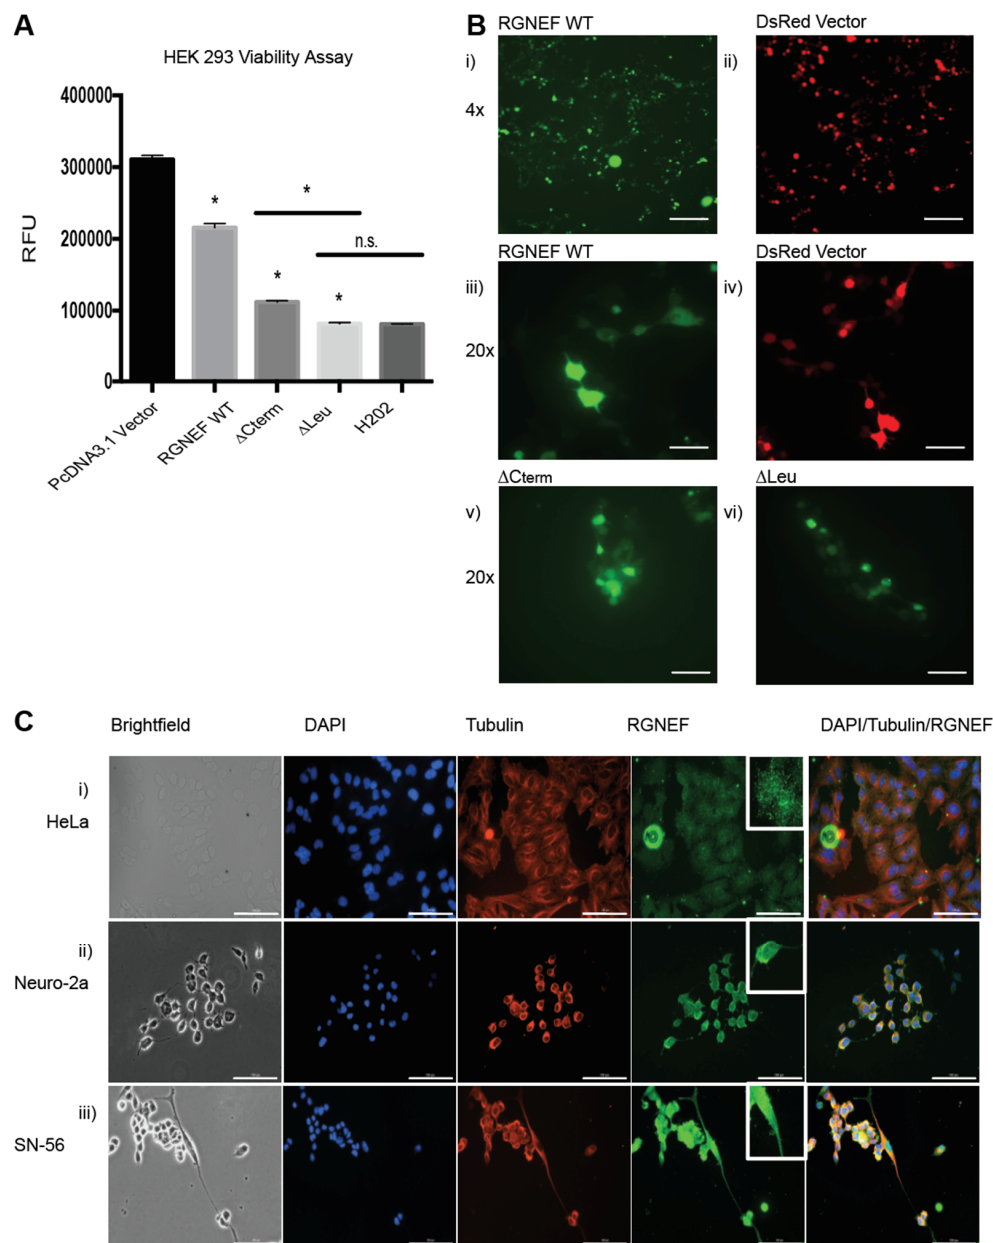 A
HEK 293 Viability Assay
400000
300000
200000
100000
0
RFU
*
*
*
*
n.s.
PcDNA3.1 Vector
RGNEF WT
ΔCterm
ΔLeu
H202
B
RGNEF WT
DsRed Vector
i)
ii)
4x
RGNEF WT
DsRed Vector
iii)
iv)
20x
ΔCterm
ΔLeu
v)
vi)
20x
C
Brightfield
DAPI
Tubulin
RGNEF
DAPI/Tubulin/RGNEF
i)
HeLa
ii)
Neuro-2a
iii)
SN-56